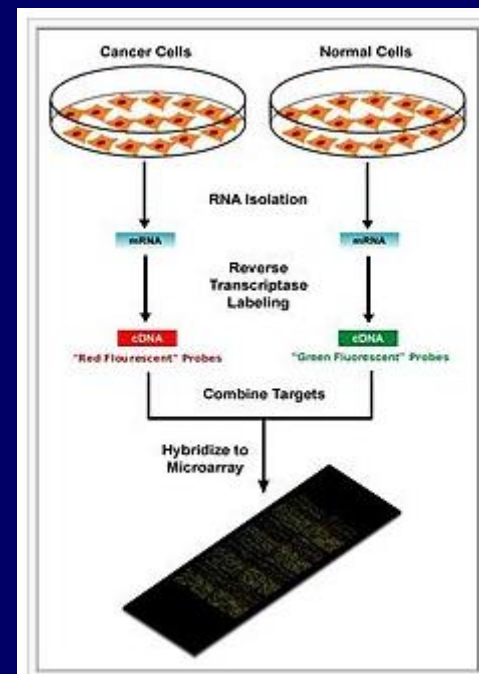 Cancer Cells
Normal Cells
RNA Isolation
mRNA
mRNA
Reverse
Transcriptase
Labeling
cDNA
cDNA
"Red Flourescent" Probes
"Green Fluorescent" Probes
Combine Targets
Hybridize to
Microarray